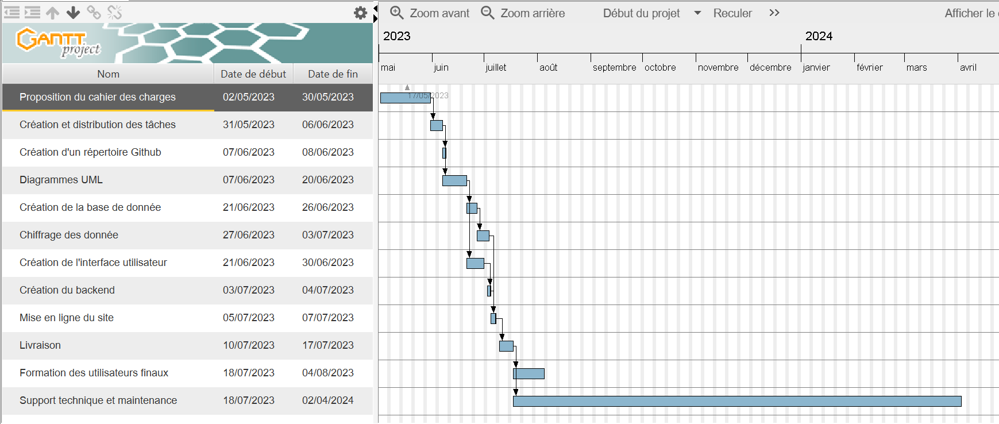 Zoom avant Zoom arrière Début du projet Reculer >> Afficher le
GANTT project
2023 2024
Nom Date de début Date de fin
mai juin juillet août septembre octobre novembre décembre janvier février mars avril
Proposition du cahier des charges 02/05/2023 30/05/2023
17/05/2023
Création et distribution des tâches 31/05/2023 06/06/2023
Création d'un répertoire Github 07/06/2023 08/06/2023
Diagrammes UML 07/06/2023 20/06/2023
Création de la base de donnée 21/06/2023 26/06/2023
Chiffrage des donnée 27/06/2023 03/07/2023
Création de l'interface utilisateur 21/06/2023 30/06/2023
Création du backend 03/07/2023 04/07/2023
Mise en ligne du site 05/07/2023 07/07/2023
Livraison 10/07/2023 17/07/2023
Formation des utilisateurs finaux 18/07/2023 04/08/2023
Support technique et maintenance 18/07/2023 02/04/2024